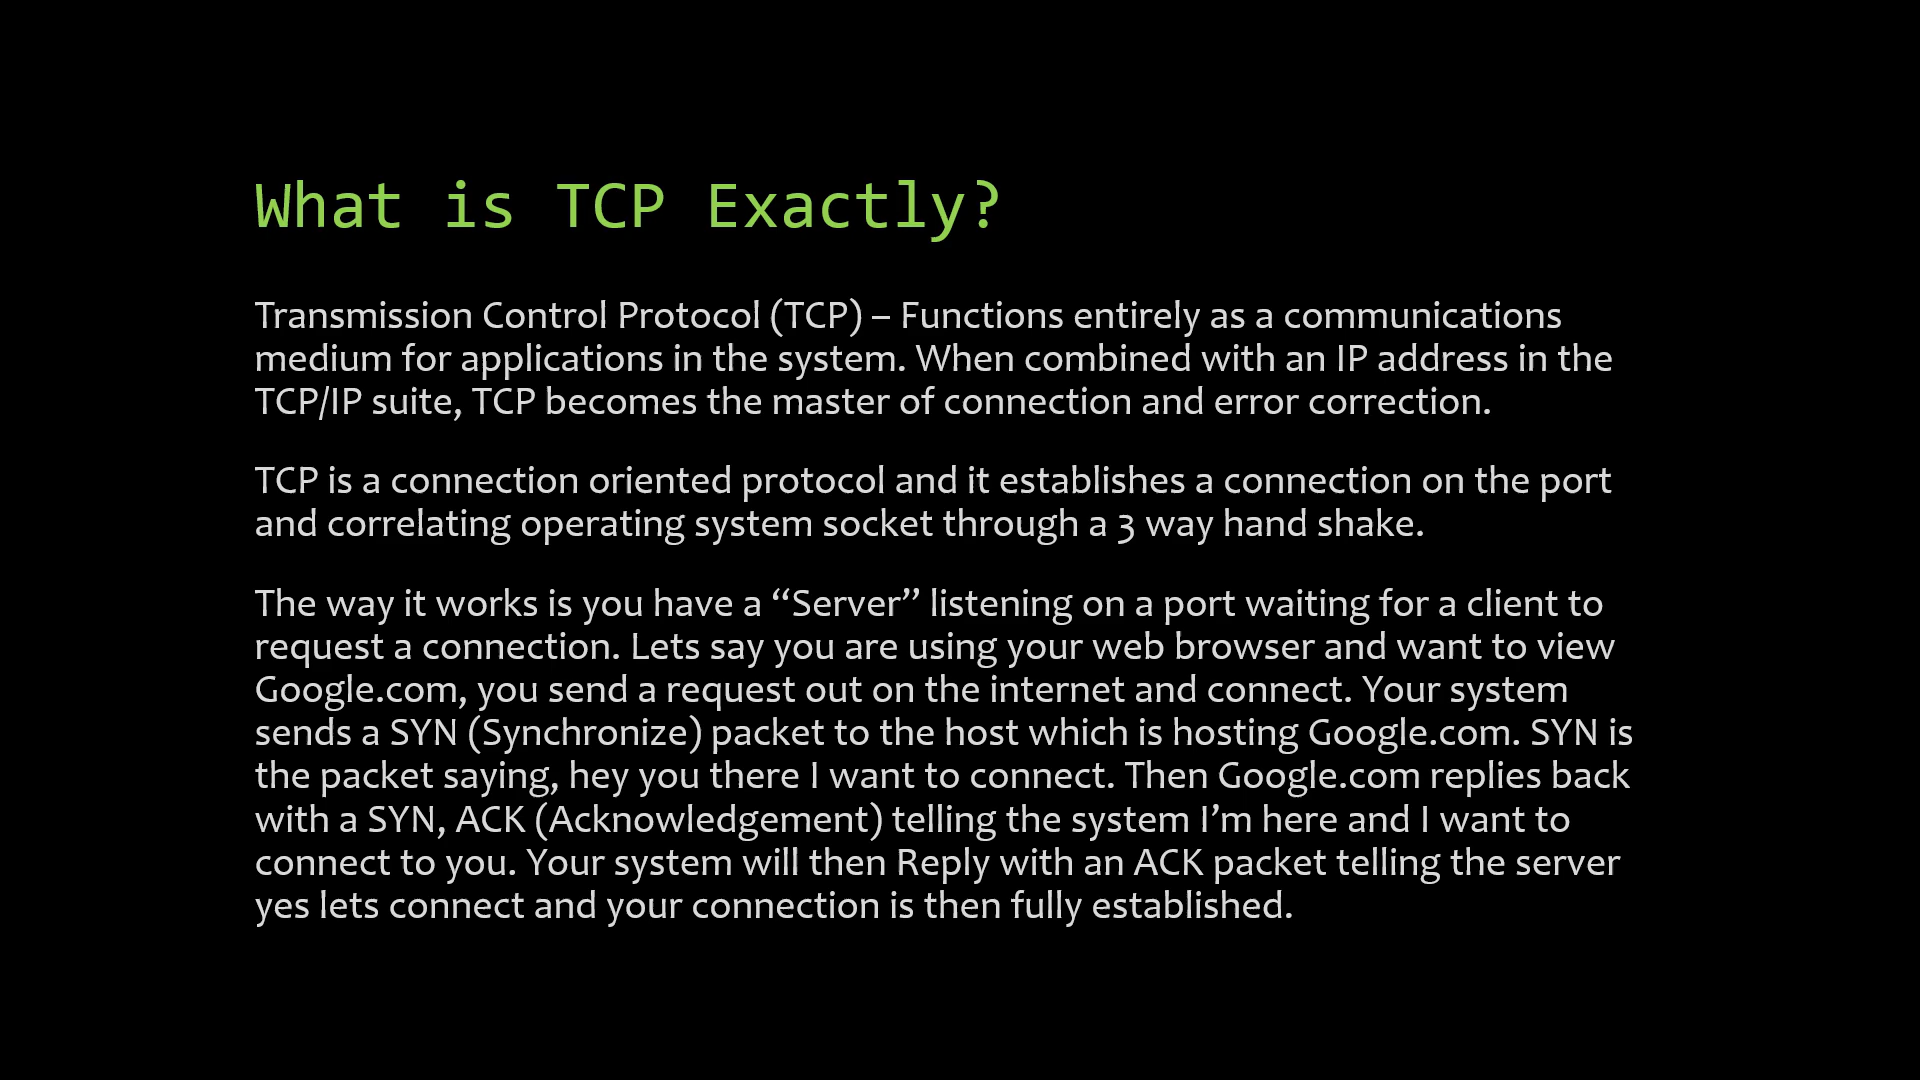 What is TCP Exactly?
Transmission Control Protocol (TCP) – Functions entirely as a communications
medium for applications in the system. When combined with an IP address in the
TCP/IP suite, TCP becomes the master of connection and error correction.
TCP is a connection oriented protocol and it establishes a connection on the port
and correlating operating system socket through a 3 way hand shake.
The way it works is you have a “Server” listening on a port waiting for a client to
request a connection. Lets say you are using your web browser and want to view
Google.com, you send a request out on the internet and connect. Your system
sends a SYN (Synchronize) packet to the host which is hosting Google.com. SYN is
the packet saying, hey you there I want to connect. Then Google.com replies back
with a SYN, ACK (Acknowledgement) telling the system I’m here and I want to
connect to you. Your system will then Reply with an ACK packet telling the server
yes lets connect and your connection is then fully established.